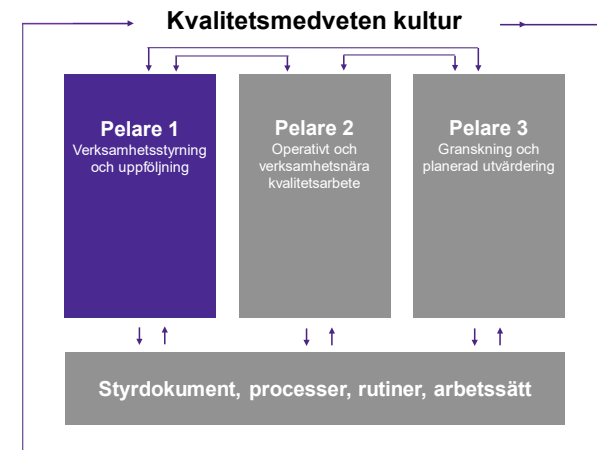 Kvalitetsmedveten kultur
Pelare 1
Verksamhetsstyrning
och uppföljning
Pelare 2
Operativt och
verksamhetsnära
kvalitetsarbete
Pelare 3
Granskning och
planerad utvärdering
Styrdokument, processer, rutiner, arbetssätt